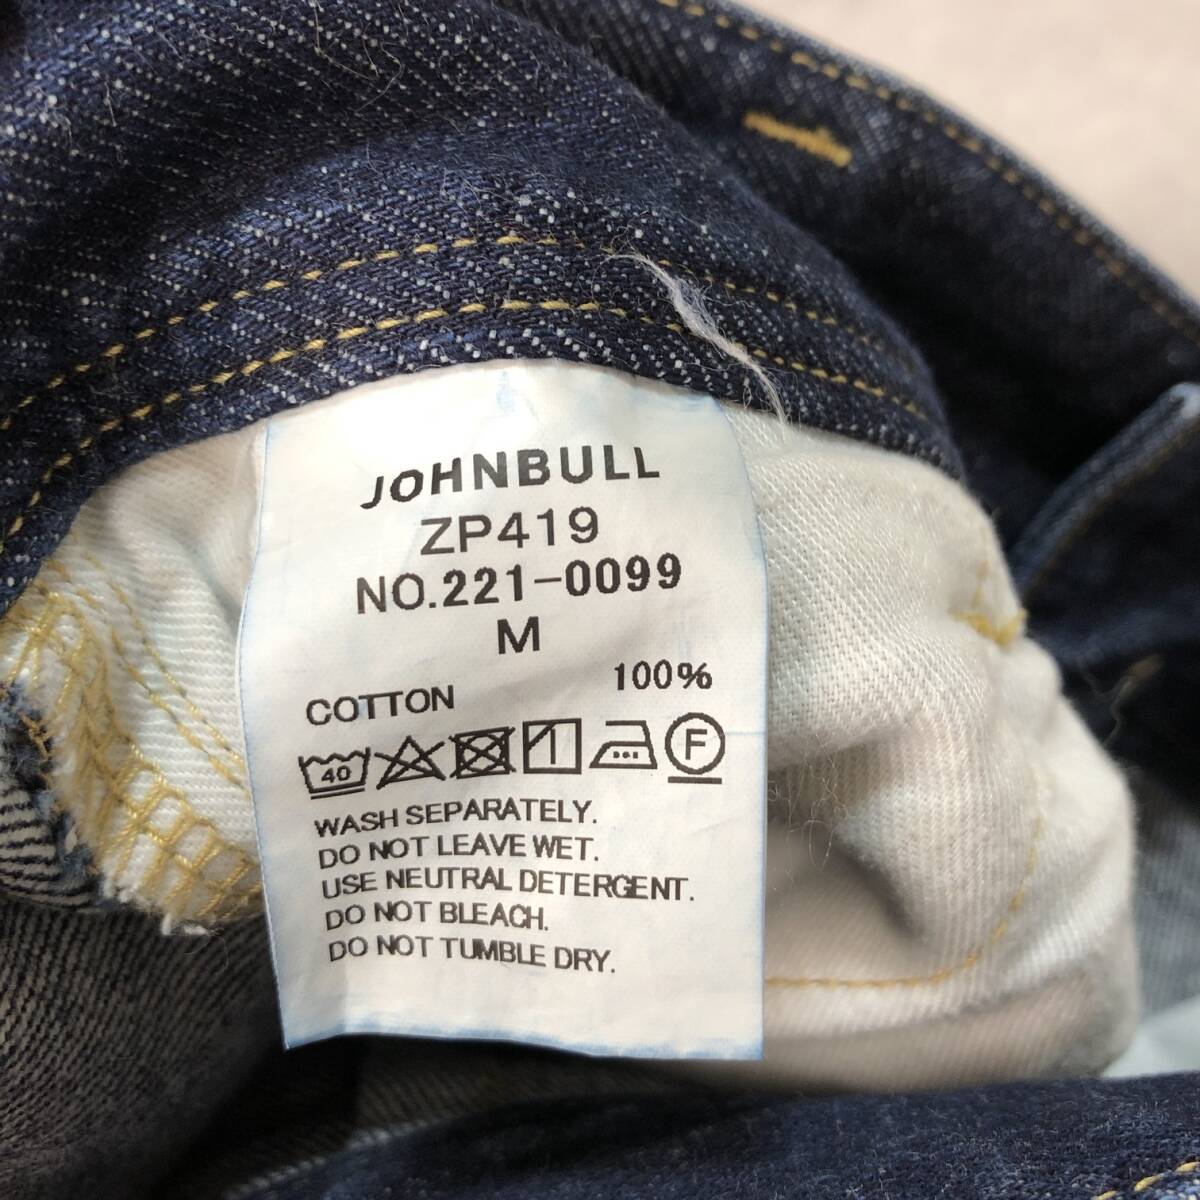 JOHNBULL
ZP419
NO.221-0099
M
COTTON 100%
40 F
WASH SEPARATELY.
DO NOT LEAVE WET.
USE NEUTRAL DETERGENT.
DO NOT BLEACH.
DO NOT TUMBLE DRY.